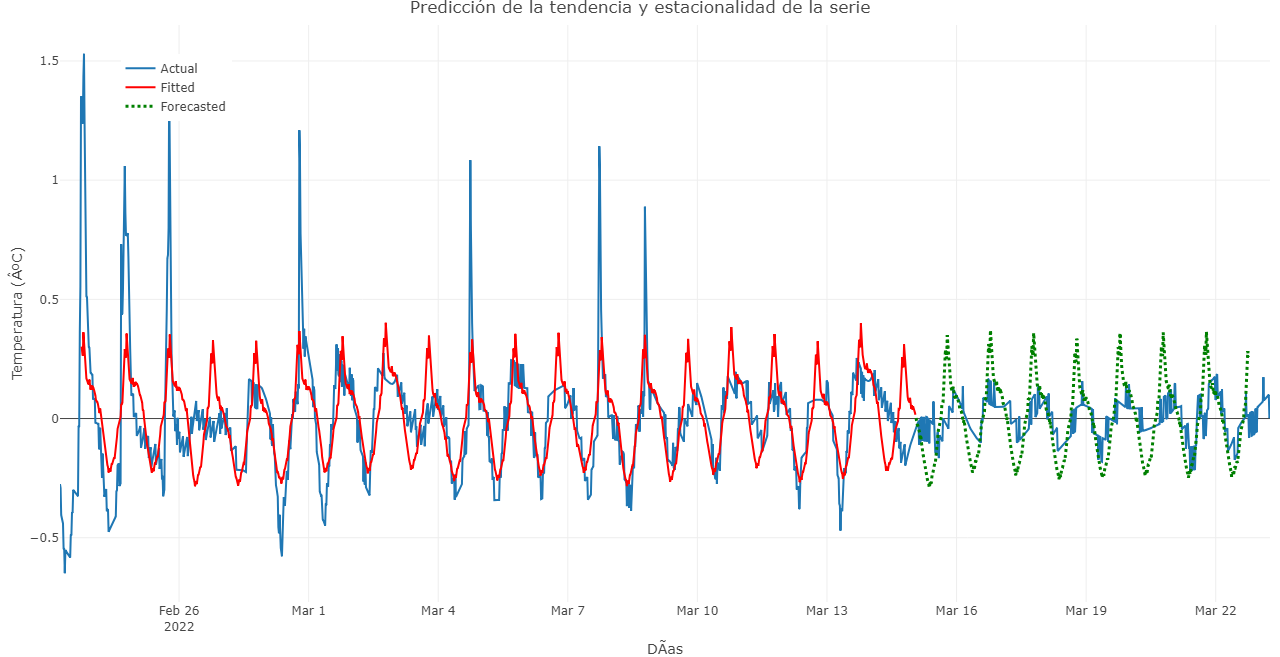 Predicción de la tendencia y estacionalidad de la serie
Actual
Fitted
Forecasted
Temperatura (ÂºC)
1.5
1
0.5
0
−0.5
Feb 26
2022
Mar 1
Mar 4
Mar 7
Mar 10
Mar 13
Mar 16
Mar 19
Mar 22
DÃas